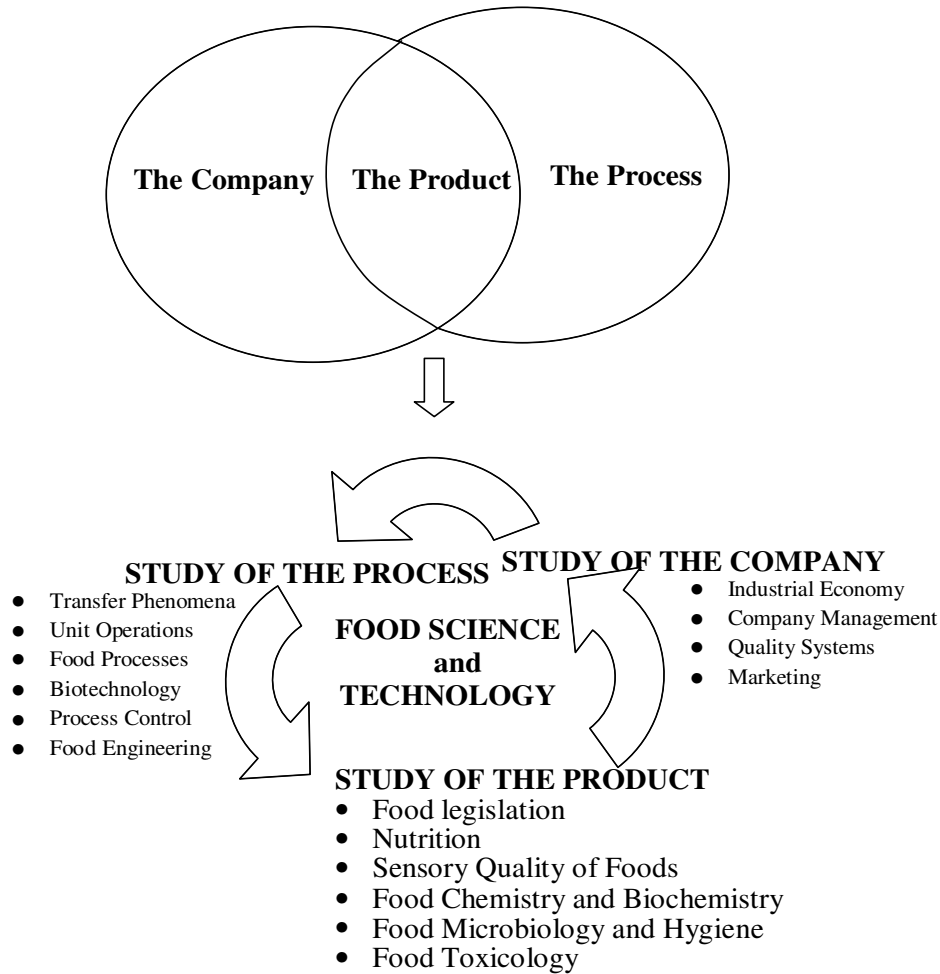 The Company
The Product
The Process
STUDY OF THE PROCESS
● Transfer Phenomena
● Unit Operations
● Food Processes
● Biotechnology
● Process Control
● Food Engineering
STUDY OF THE COMPANY
● Industrial Economy
● Company Management
● Quality Systems
● Marketing
FOOD SCIENCE
and
TECHNOLOGY
STUDY OF THE PRODUCT
• Food legislation
• Nutrition
• Sensory Quality of Foods
• Food Chemistry and Biochemistry
• Food Microbiology and Hygiene
• Food Toxicology